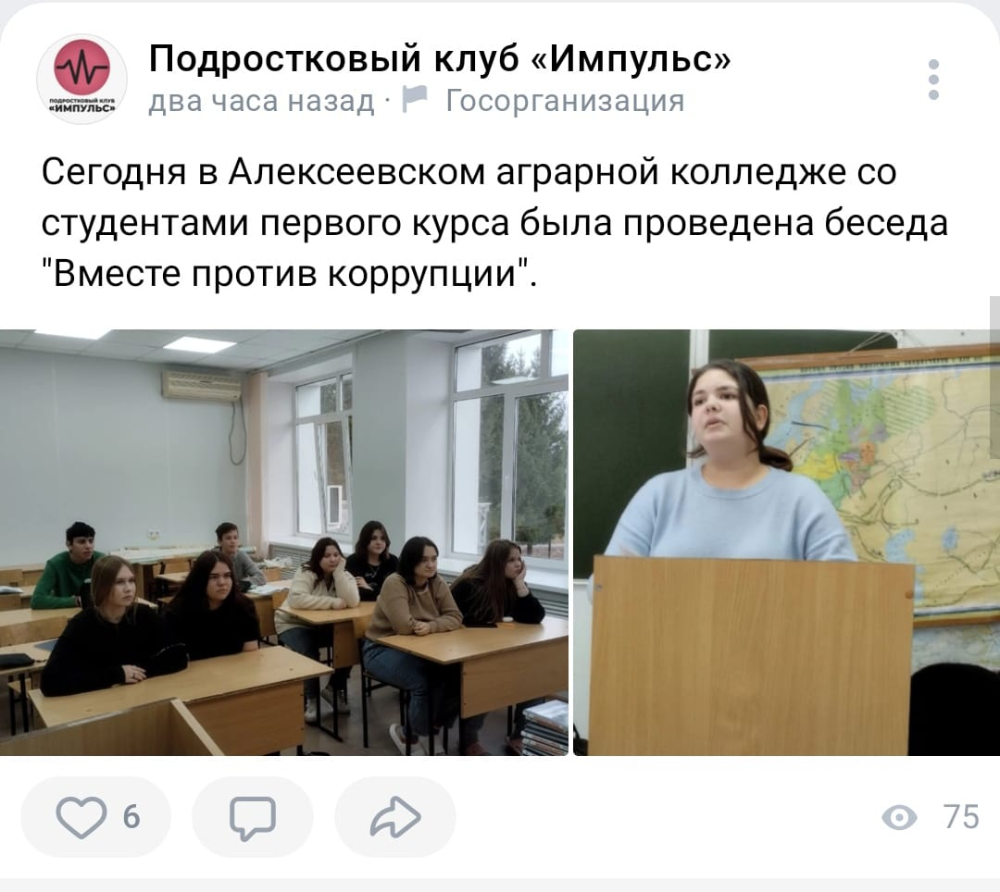 Подростковый клуб «Импульс»
два часа назад · Госорганизация
ПОДРОСТКОВЫЙ КЛУБ
«ИМПУЛЬС»
Сегодня в Алексеевском аграрной колледже со
студентами первого курса была проведена беседа
"Вместе против коррупции".
6
75